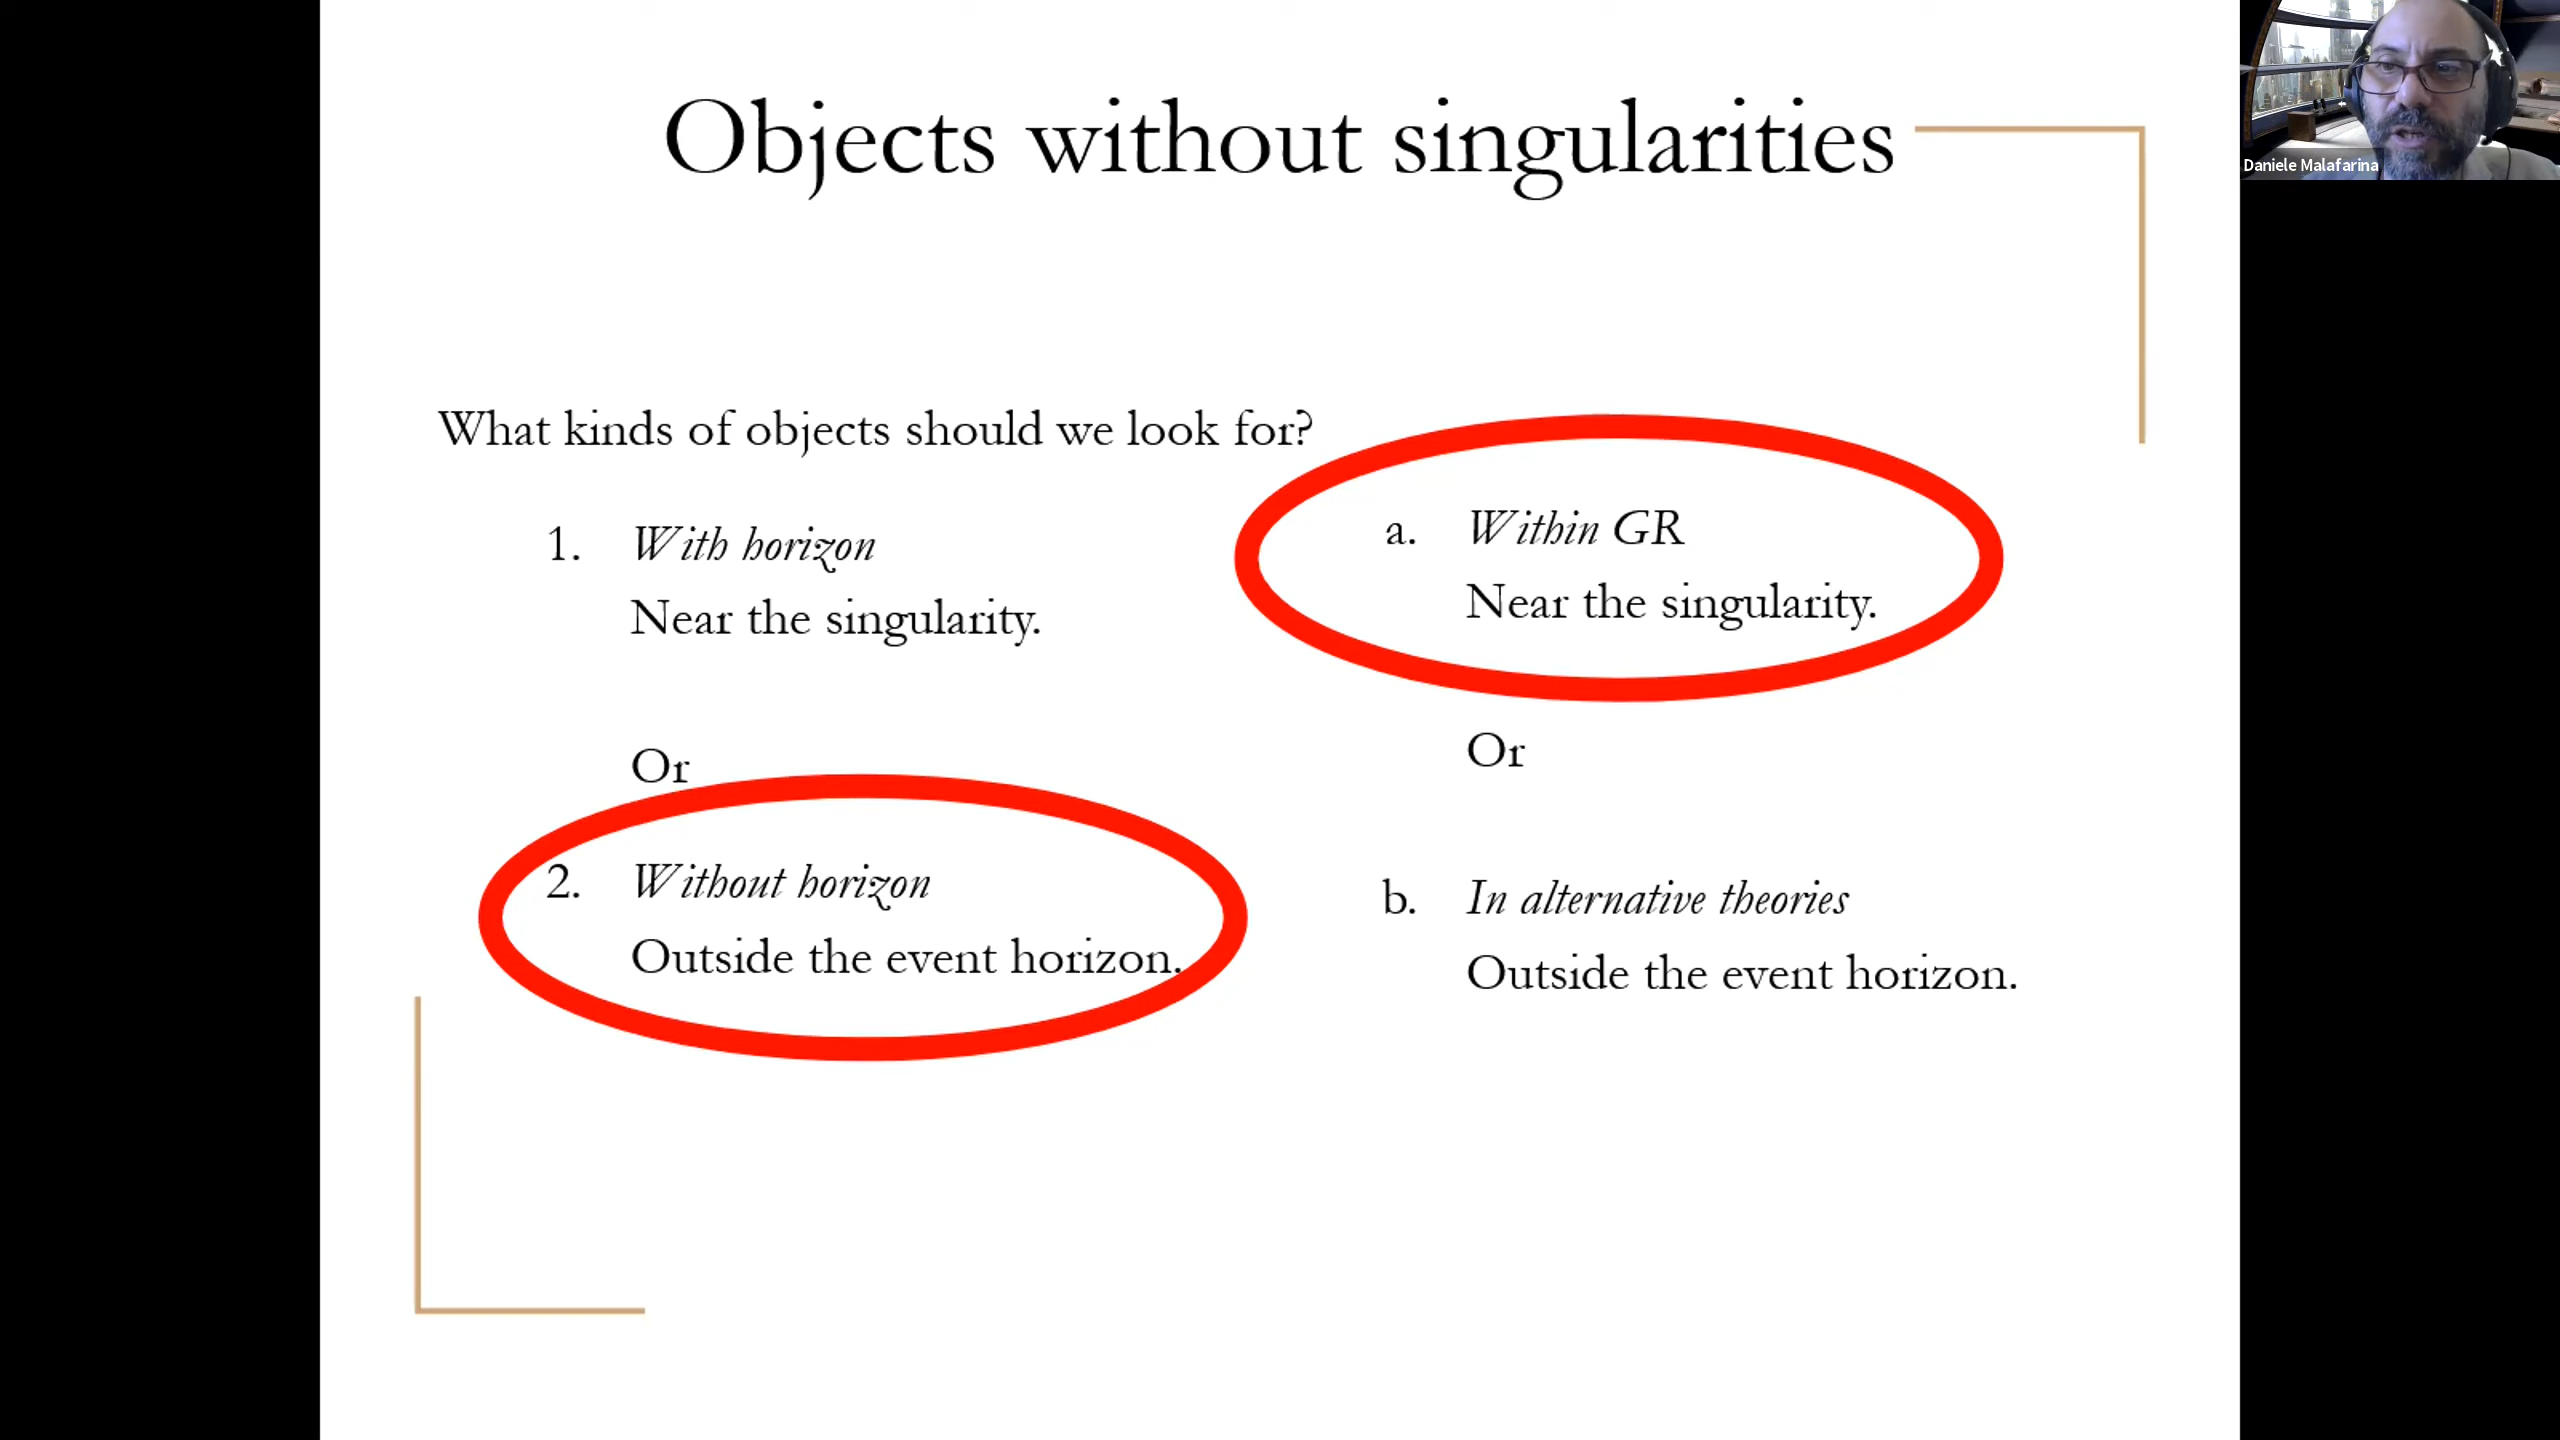 Objects without singularities
Daniele Malafarina
What kinds of objects should we look for?
1. With horizon
Near the singularity.
Or
2. Without horizon
Outside the event horizon.
a. Within GR
Near the singularity.
Or
b. In alternative theories
Outside the event horizon.